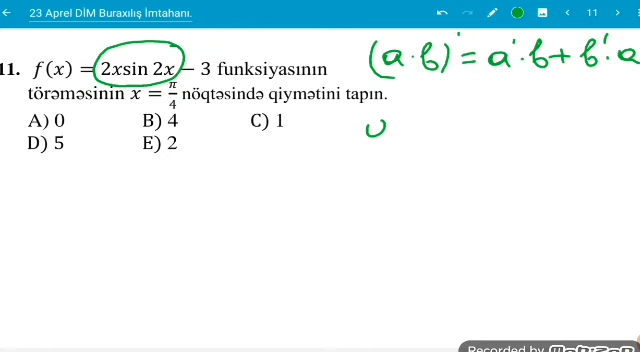 23 Aprel DİM Buraxılış İmtahanı.
11
11. f(x) = 2xsin 2x − 3 funksiyasının
törəməsinin x = π/4 nöqtəsində qiymətini tapın.
A) 0 B) 4 C) 1
D) 5 E) 2
(a·b)' = a'·b + b'·a
Recorded by